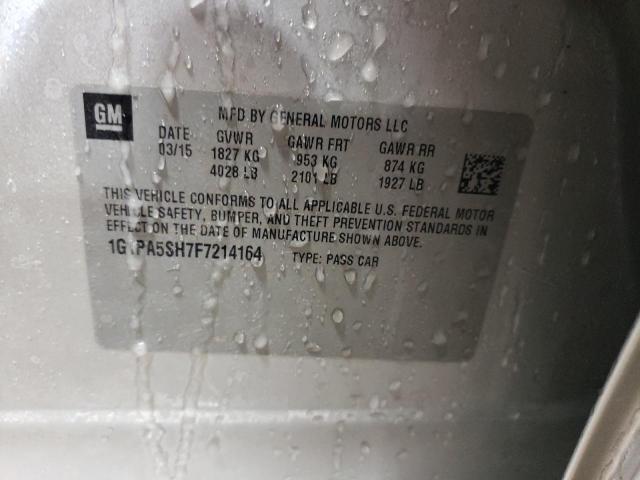 GM
MFD BY GENERAL MOTORS LLC
DATE GVWR GAWR FRT GAWR RR
03/15 1827 KG 953 KG 874 KG
4028 LB 2101 LB 1927 LB
THIS VEHICLE CONFORMS TO ALL APPLICABLE U.S. FEDERAL MOTOR
VEHICLE SAFETY, BUMPER, AND THEFT PREVENTION STANDARDS IN
EFFECT ON THE DATE OF MANUFACTURE SHOWN ABOVE.
1G1PA5SH7F7214164 TYPE: PASS CAR